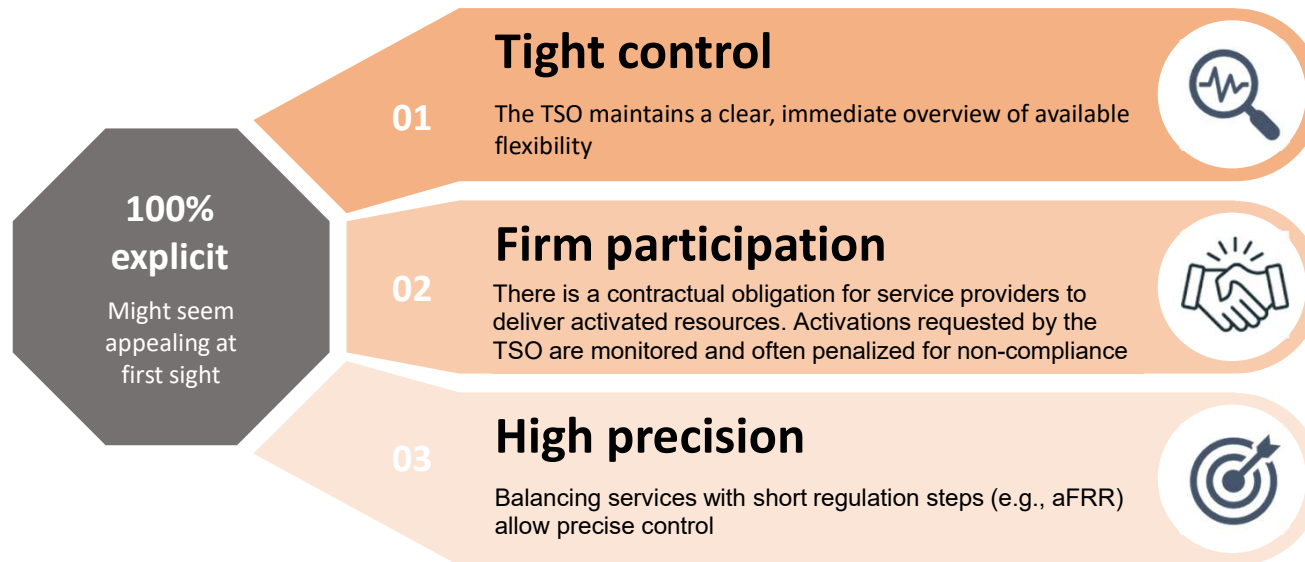 100%
explicit
Might seem
appealing at
first sight
01
Tight control
The TSO maintains a clear, immediate overview of available
flexibility
02
Firm participation
There is a contractual obligation for service providers to
deliver activated resources. Activations requested by the
TSO are monitored and often penalized for non-compliance
03
High precision
Balancing services with short regulation steps (e.g., aFRR)
allow precise control